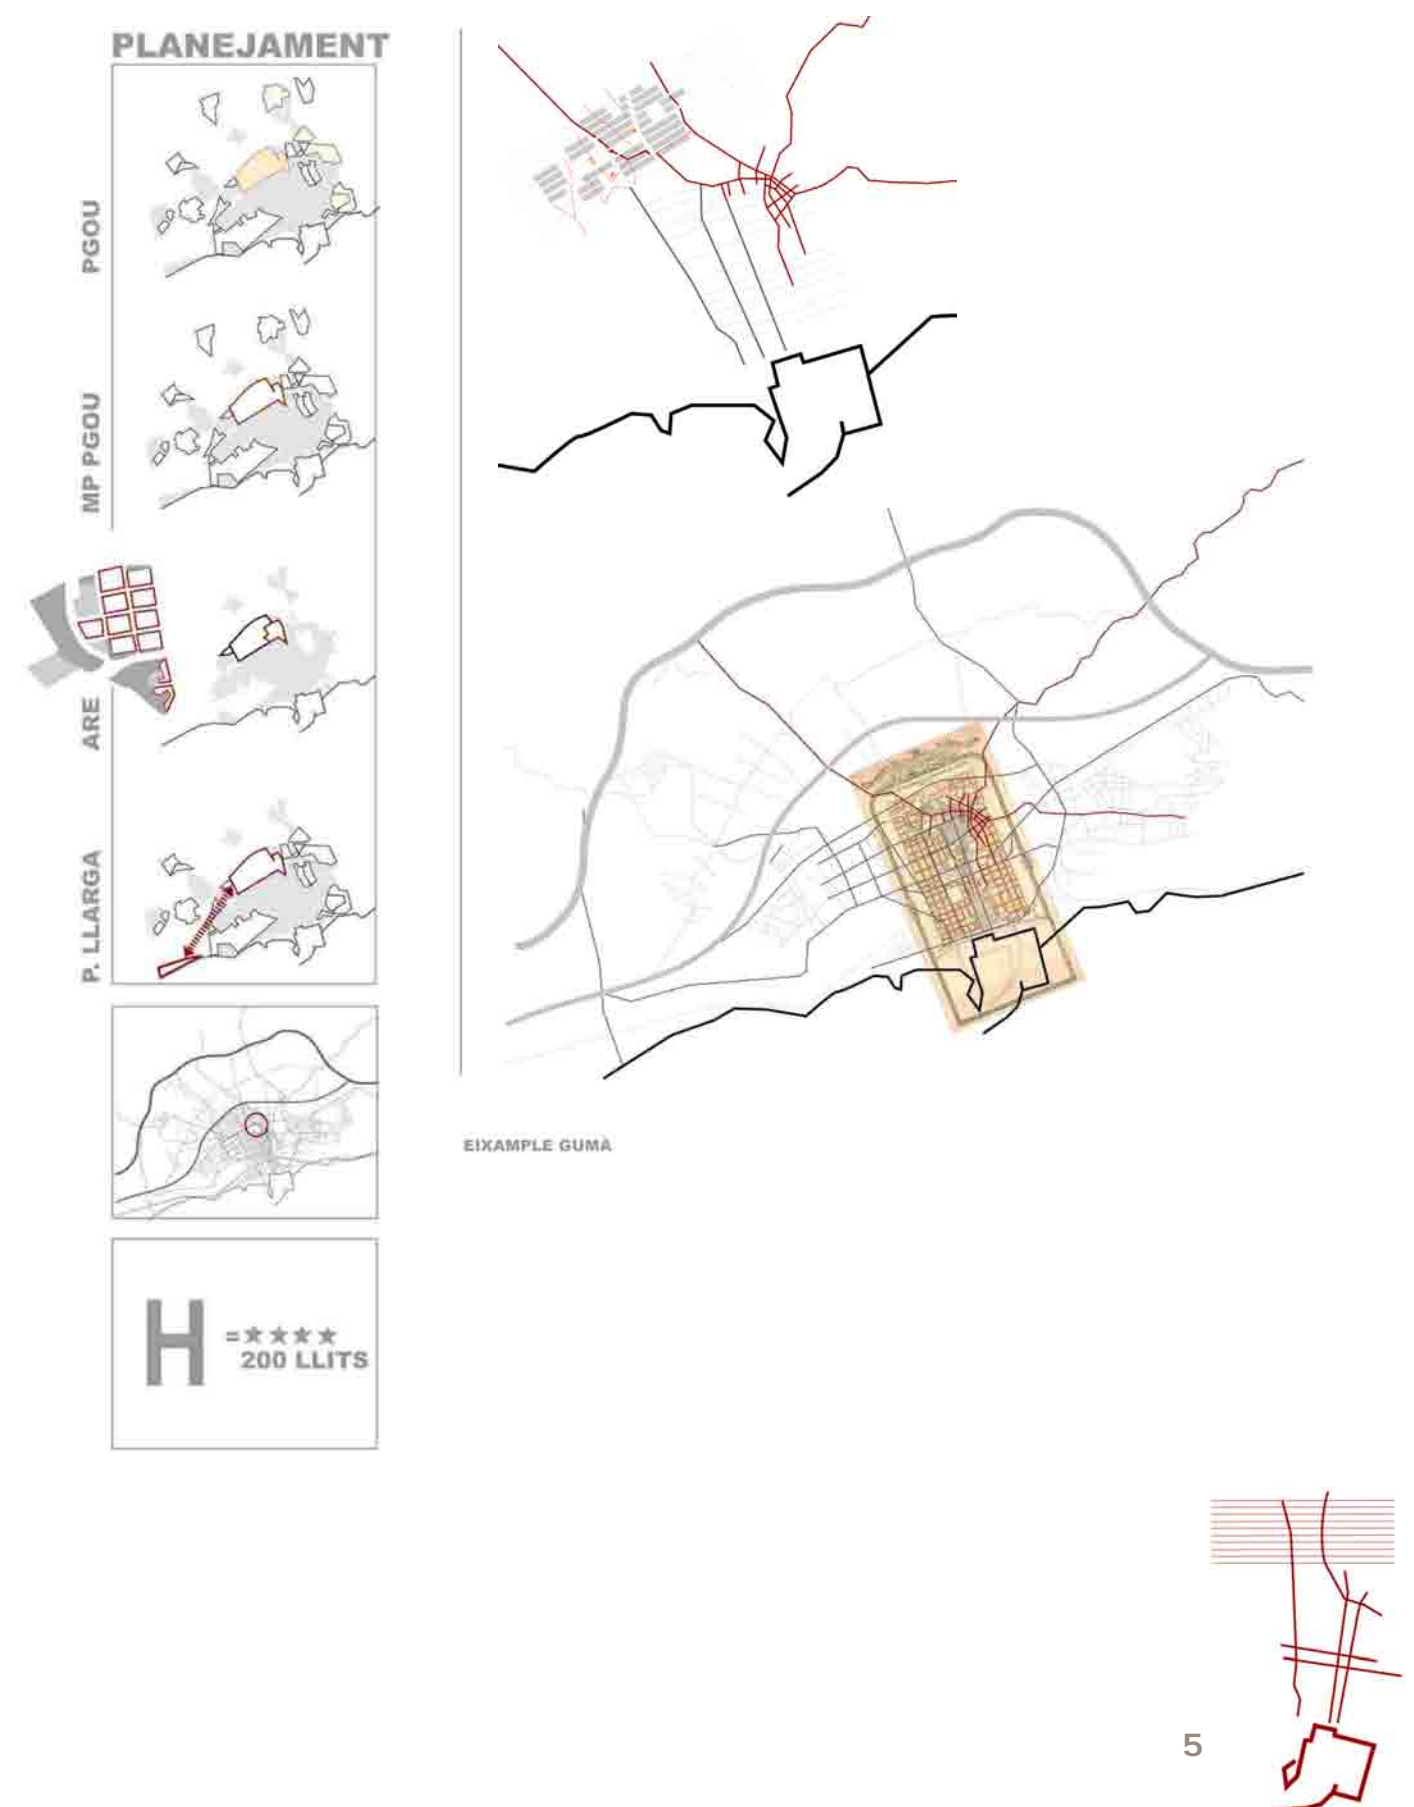 PLANEJAMENT
PGOU
MP PGOU
ARE
P. LLARGA
EIXAMPLE GUMÀ
H =★★★★
200 LLITS
5